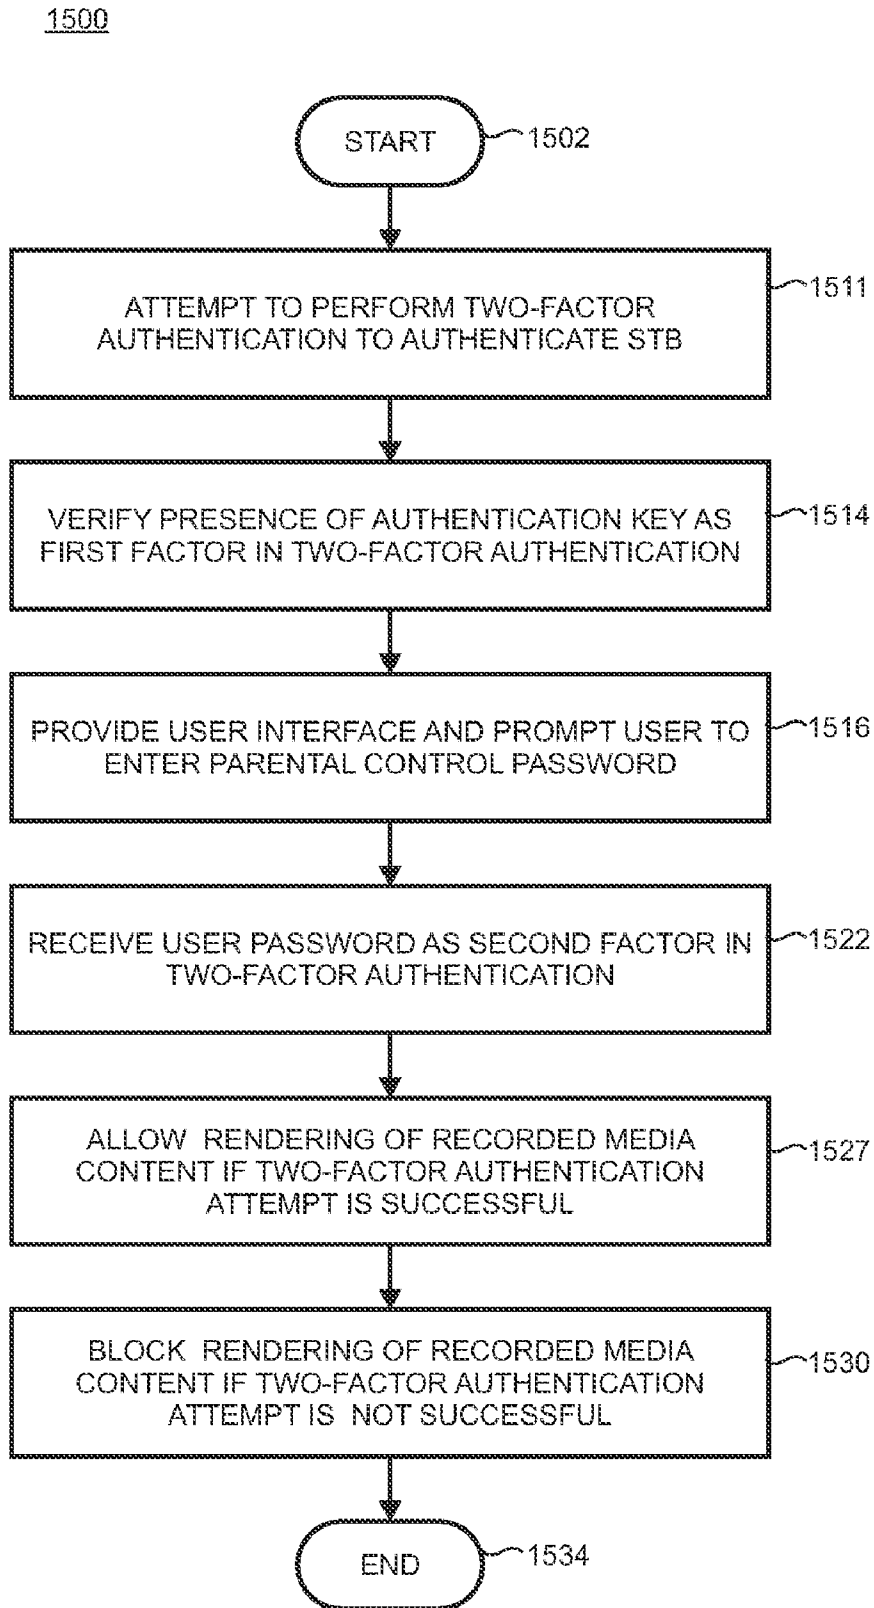 1500
START
1502
ATTEMPT TO PERFORM TWO-FACTOR
AUTHENTICATION TO AUTHENTICATE STB
1511
VERIFY PRESENCE OF AUTHENTICATION KEY AS
FIRST FACTOR IN TWO-FACTOR AUTHENTICATION
1514
PROVIDE USER INTERFACE AND PROMPT USER TO
ENTER PARENTAL CONTROL PASSWORD
1516
RECEIVE USER PASSWORD AS SECOND FACTOR IN
TWO-FACTOR AUTHENTICATION
1522
ALLOW RENDERING OF RECORDED MEDIA
CONTENT IF TWO-FACTOR AUTHENTICATION
ATTEMPT IS SUCCESSFUL
1527
BLOCK RENDERING OF RECORDED MEDIA
CONTENT IF TWO-FACTOR AUTHENTICATION
ATTEMPT IS NOT SUCCESSFUL
1530
END
1534